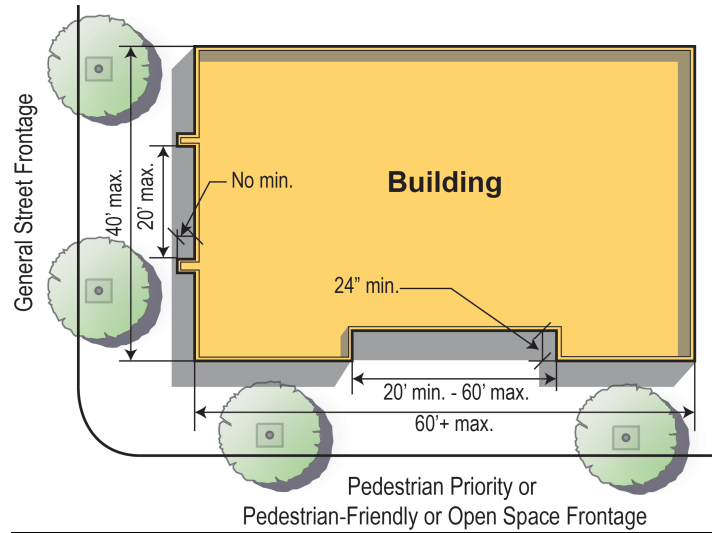 General Street Frontage
40’ max.
20’ max.
No min.
Building
24” min.
20’ min. - 60’ max.
60’+ max.
Pedestrian Priority or
Pedestrian-Friendly or Open Space Frontage